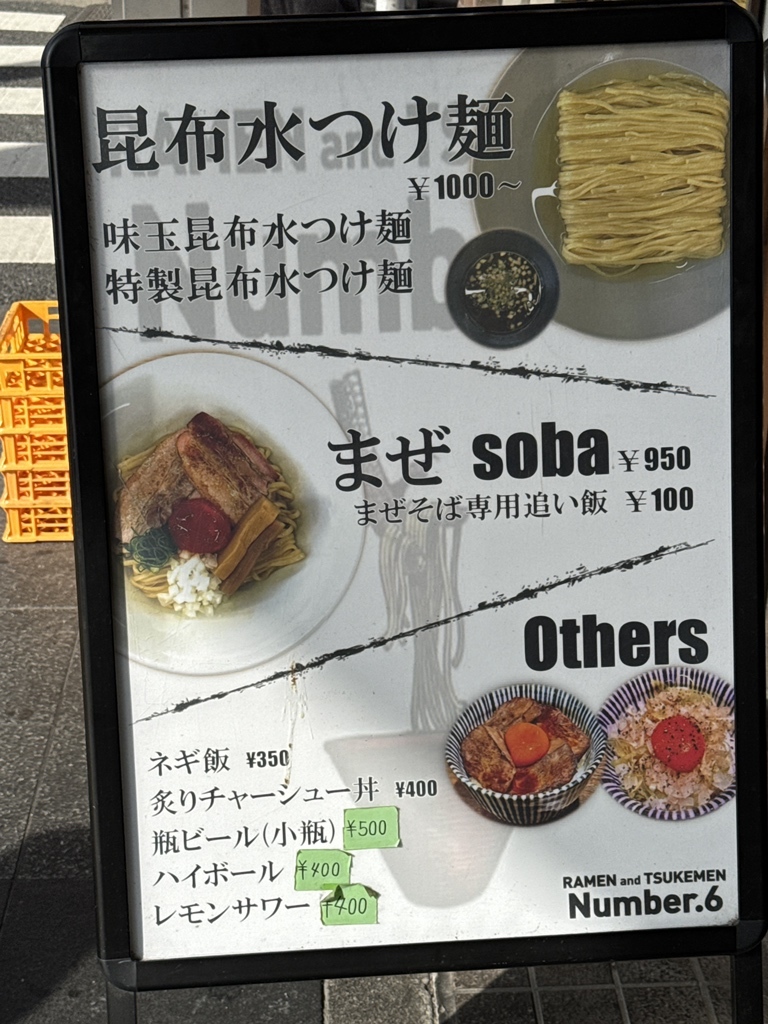 昆布水つけ麺
¥1000~
味玉昆布水つけ麺
特製昆布水つけ麺
まぜ soba ¥950
まぜそば専用追い飯 ¥100
Others
ネギ飯 ¥350
炙りチャーシュー丼 ¥400
瓶ビール(小瓶) ¥500
ハイボール ¥400
レモンサワー ¥400
RAMEN and TSUKEMEN
Number.6